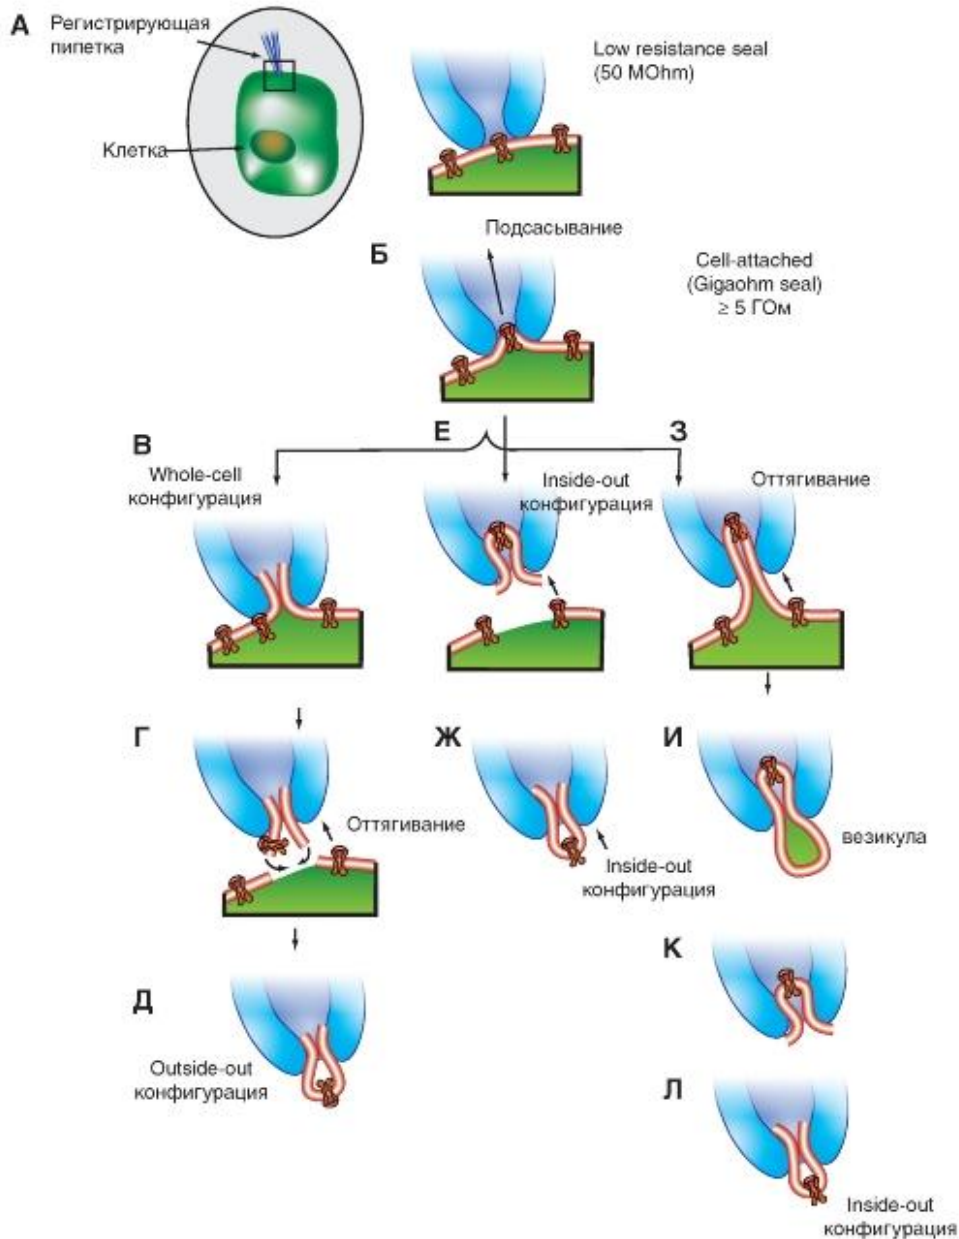 А
Регистрирующая
пипетка
Клетка
Low resistance seal
(50 MOhm)
Б
Подсасывание
Cell-attached
(Gigaohm seal)
≥ 5 ГОм
В
Whole-cell
конфигурация
Е
Inside-out
конфигурация
З
Оттягивание
Г
Оттягивание
Ж
Inside-out
конфигурация
И
везикула
Д
Outside-out
конфигурация
К
Л
Inside-out
конфигурация